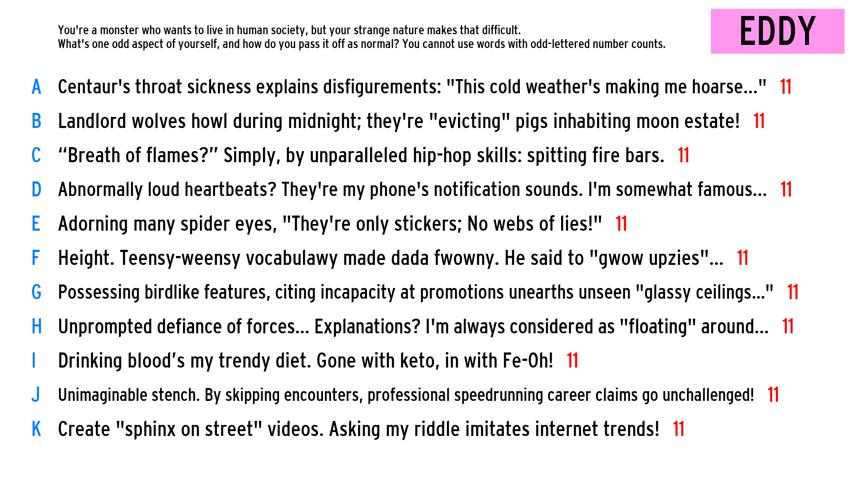 You're a monster who wants to live in human society, but your strange nature makes that difficult.
What's one odd aspect of yourself, and how do you pass it off as normal? You cannot use words with odd-lettered number counts.
EDDY
A Centaur's throat sickness explains disfigurements: "This cold weather's making me hoarse..." 11
B Landlord wolves howl during midnight; they're "evicting" pigs inhabiting moon estate! 11
C “Breath of flames?” Simply, by unparalleled hip-hop skills: spitting fire bars. 11
D Abnormally loud heartbeats? They're my phone's notification sounds. I'm somewhat famous... 11
E Adorning many spider eyes, "They're only stickers; No webs of lies!" 11
F Height. Teensy-weensy vocabulawy made dada fwowny. He said to "gwow upzies"... 11
G Possessing birdlike features, citing incapacity at promotions unearths unseen "glassy ceilings..." 11
H Unprompted defiance of forces... Explanations? I'm always considered as "floating" around... 11
I Drinking blood’s my trendy diet. Gone with keto, in with Fe-Oh! 11
J Unimaginable stench. By skipping encounters, professional speedrunning career claims go unchallenged! 11
K Create "sphinx on street" videos. Asking my riddle imitates internet trends! 11